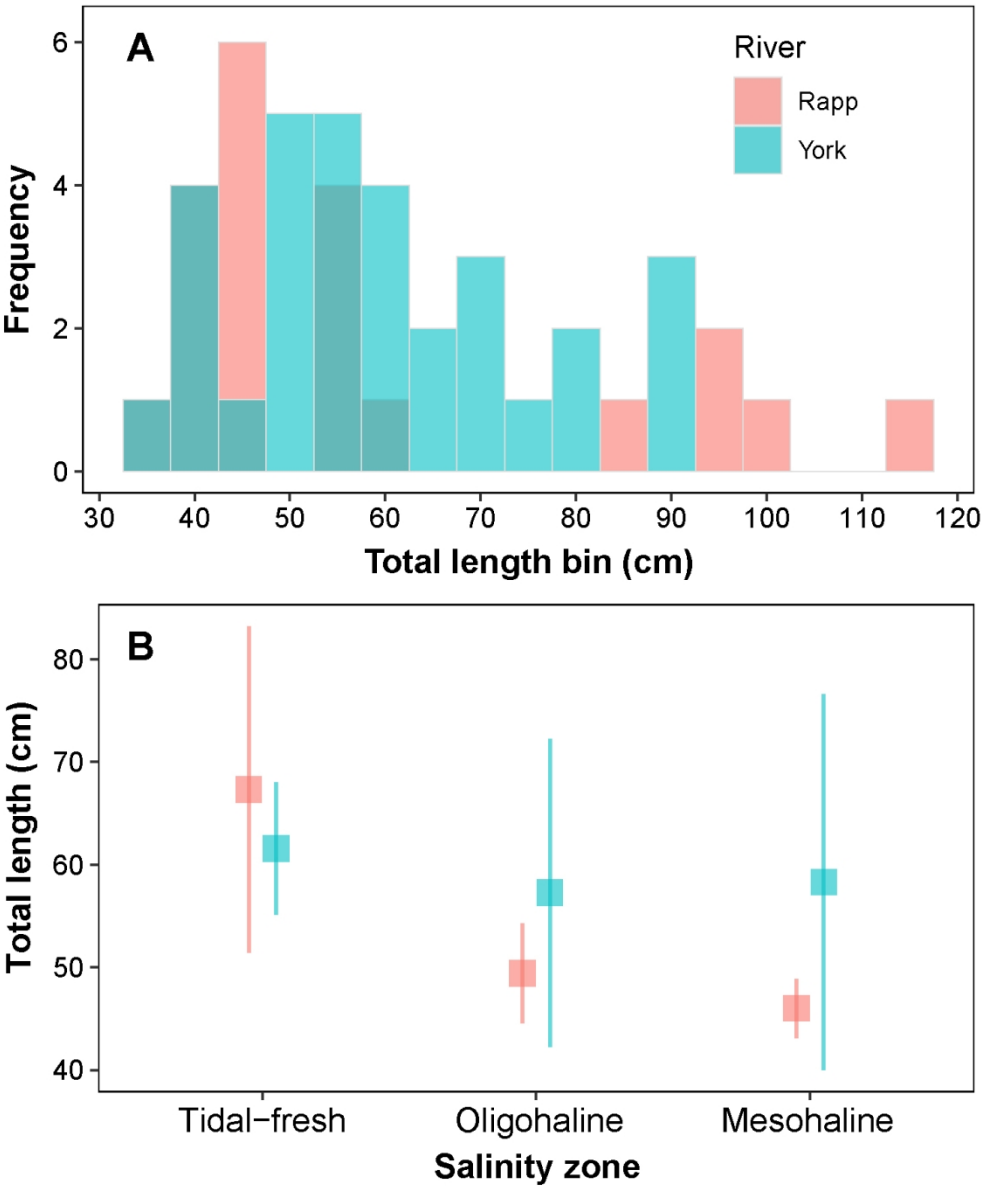 A
River
Rapp
York
6
4
2
0
Frequency
30 40 50 60 70 80 90 100 110 120
Total length bin (cm)
B
80
70
60
50
40
Total length (cm)
Tidal−fresh Oligohaline Mesohaline
Salinity zone